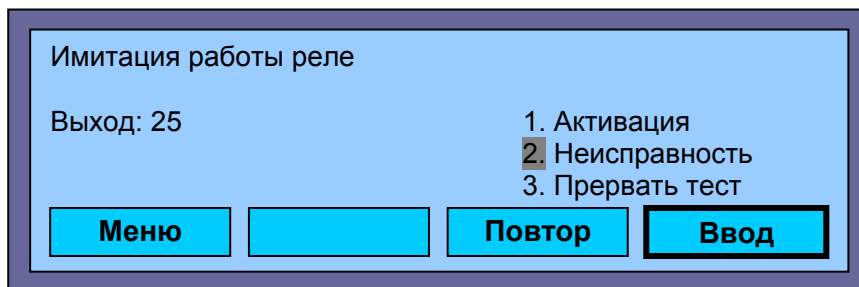 Имитация работы реле
Выход: 25
1. Активация
2. Неисправность
3. Прервать тест
Меню
Повтор
Ввод